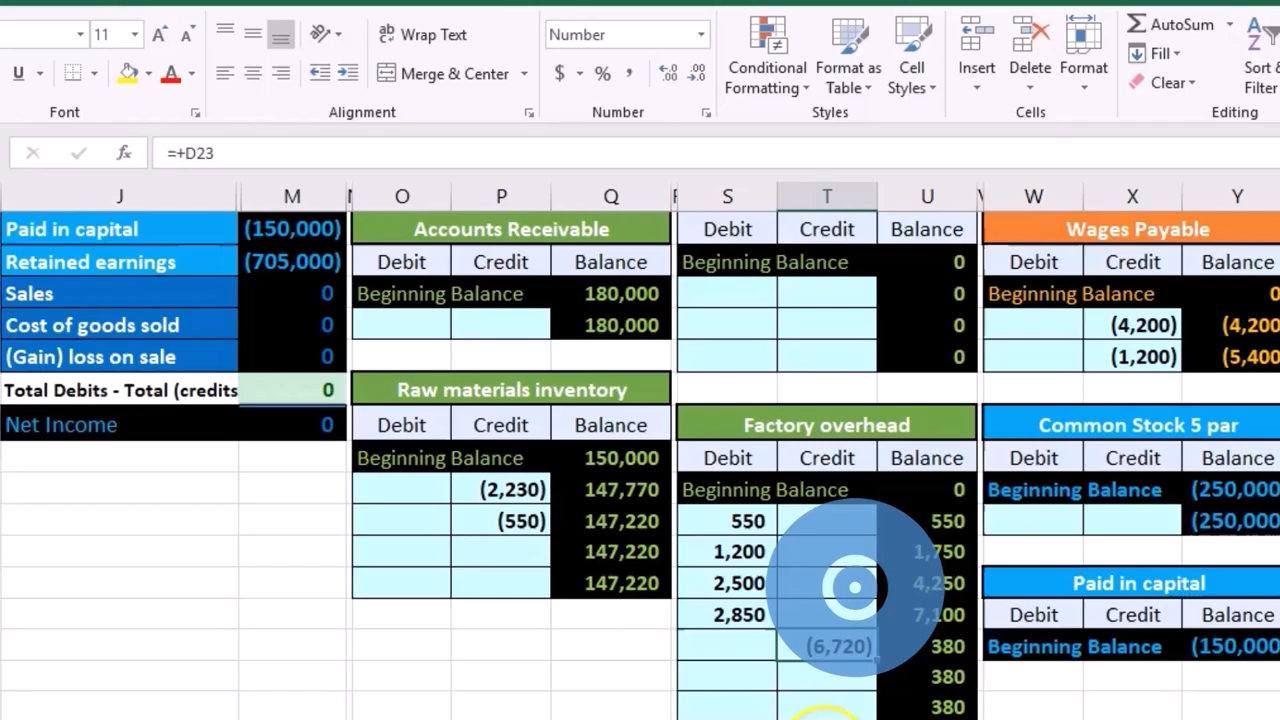 11 A A ab Wrap Text Number AutoSum
Conditional Formatting Format as Table Cell Styles Insert Delete Format Fill Sort & Filter
U A Merge & Center $ % , .00 Clear
Font Alignment Number Styles Cells Editing
fx =+D23
J M O P Q S T U W X Y
Paid in capital (150,000) Accounts Receivable Debit Credit Balance Wages Payable
Retained earnings (705,000) Debit Credit Balance Beginning Balance 0 Debit Credit Balance
Sales 0 Beginning Balance 180,000 0 Beginning Balance 0
Cost of goods sold 0 180,000 0 (4,200) (4,200
(Gain) loss on sale 0 0 (1,200) (5,400
Total Debits - Total (credits 0 Raw materials inventory
Net Income 0 Debit Credit Balance Factory overhead Common Stock 5 par
Beginning Balance 150,000 Debit Credit Balance Debit Credit Balance
(2,230) 147,770 Beginning Balance 0 Beginning Balance (250,000
(550) 147,220 550 550 (250,000
147,220 1,200 1,750
147,220 2,500 4,250 Paid in capital
2,850 7,100 Debit Credit Balance
(6,720) 380 Beginning Balance (150,000
380
380